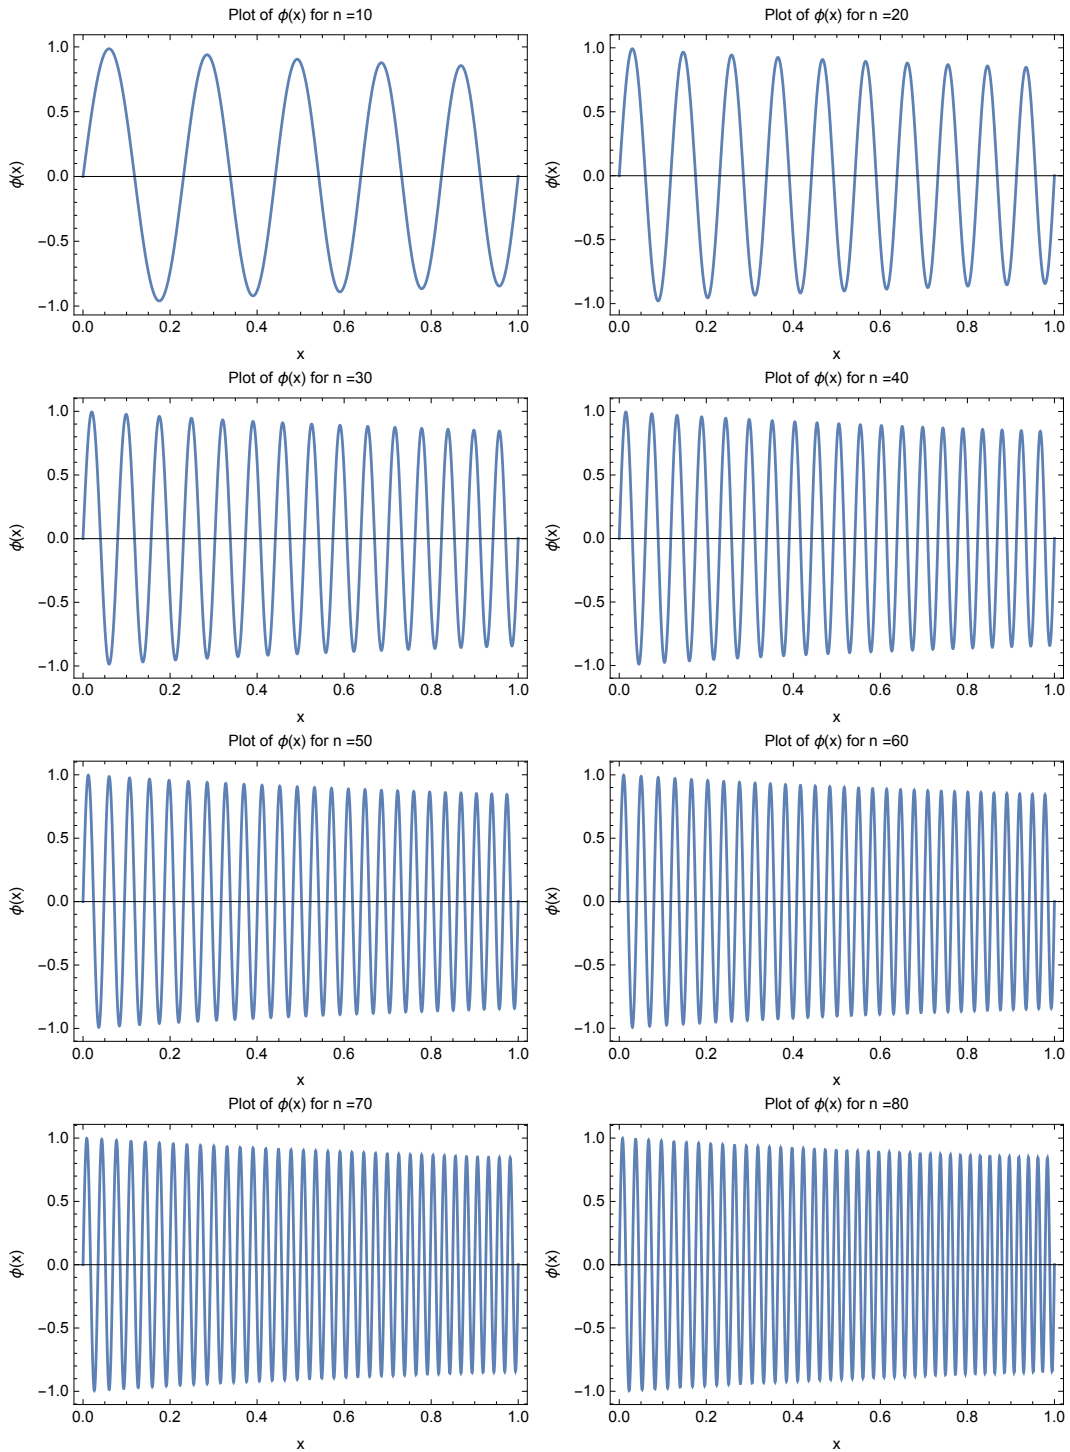 Plot of ϕ(x) for n =10
1.0
0.5
0.0
−0.5
−1.0
ϕ(x)
0.0 0.2 0.4 0.6 0.8 1.0
x
Plot of ϕ(x) for n =20
1.0
0.5
0.0
−0.5
−1.0
ϕ(x)
0.0 0.2 0.4 0.6 0.8 1.0
x
Plot of ϕ(x) for n =30
1.0
0.5
0.0
−0.5
−1.0
ϕ(x)
0.0 0.2 0.4 0.6 0.8 1.0
x
Plot of ϕ(x) for n =40
1.0
0.5
0.0
−0.5
−1.0
ϕ(x)
0.0 0.2 0.4 0.6 0.8 1.0
x
Plot of ϕ(x) for n =50
1.0
0.5
0.0
−0.5
−1.0
ϕ(x)
0.0 0.2 0.4 0.6 0.8 1.0
x
Plot of ϕ(x) for n =60
1.0
0.5
0.0
−0.5
−1.0
ϕ(x)
0.0 0.2 0.4 0.6 0.8 1.0
x
Plot of ϕ(x) for n =70
1.0
0.5
0.0
−0.5
−1.0
ϕ(x)
0.0 0.2 0.4 0.6 0.8 1.0
x
Plot of ϕ(x) for n =80
1.0
0.5
0.0
−0.5
−1.0
ϕ(x)
0.0 0.2 0.4 0.6 0.8 1.0
x